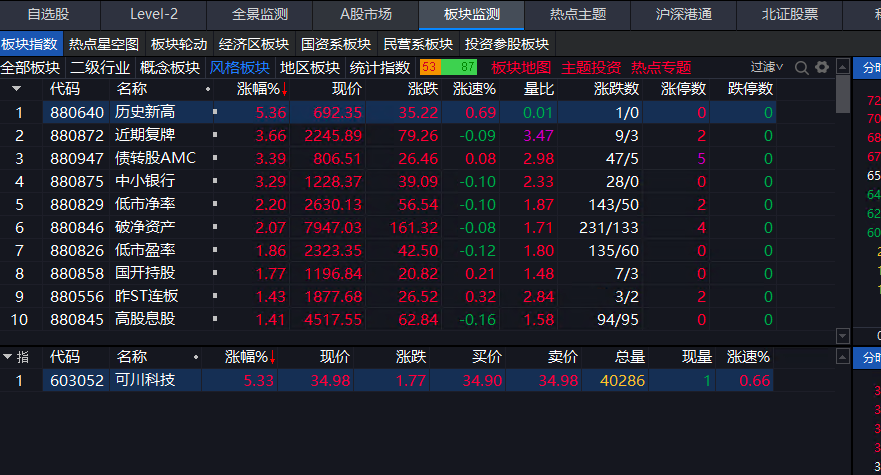 自选股 Level-2 全景监测 A股市场 板块监测 热点主题 沪深港通 北证股票
板块指数 热点星空图 板块轮动 经济区板块 国资系板块 民营系板块 投资参股板块
全部板块 二级行业 概念板块 风格板块 地区板块 统计指数 53 87 板块地图 主题投资 热点专题 过滤 分时
代码 名称 涨幅%↓ 现价 涨跌 涨速% 量比 涨跌数 涨停数 跌停数
1 880640 历史新高 5.36 692.35 35.22 0.69 0.01 1/0 0 0
2 880872 近期复牌 3.66 2245.89 79.26 -0.09 3.47 9/3 2 0
3 880947 债转股AMC 3.39 806.51 26.46 0.08 2.98 47/5 5 0
4 880875 中小银行 3.29 1228.37 39.09 -0.10 2.33 28/0 0 0
5 880829 低市净率 2.20 2630.13 56.54 -0.10 1.87 143/50 2 0
6 880846 破净资产 2.07 7947.03 161.32 -0.08 1.71 231/133 4 0
7 880826 低市盈率 1.86 2323.35 42.50 -0.12 1.80 135/60 0 0
8 880858 国开持股 1.77 1196.84 20.82 0.21 1.48 7/3 0 0
9 880556 昨ST连板 1.43 1877.68 26.52 0.32 2.84 3/2 2 0
10 880845 高股息股 1.41 4517.55 62.84 -0.16 1.58 94/95 0 0
指 代码 名称 涨幅%↓ 现价 涨跌 买价 卖价 总量 现量 涨速% 分时
1 603052 可川科技 5.33 34.98 1.77 34.90 34.98 40286 1 0.66